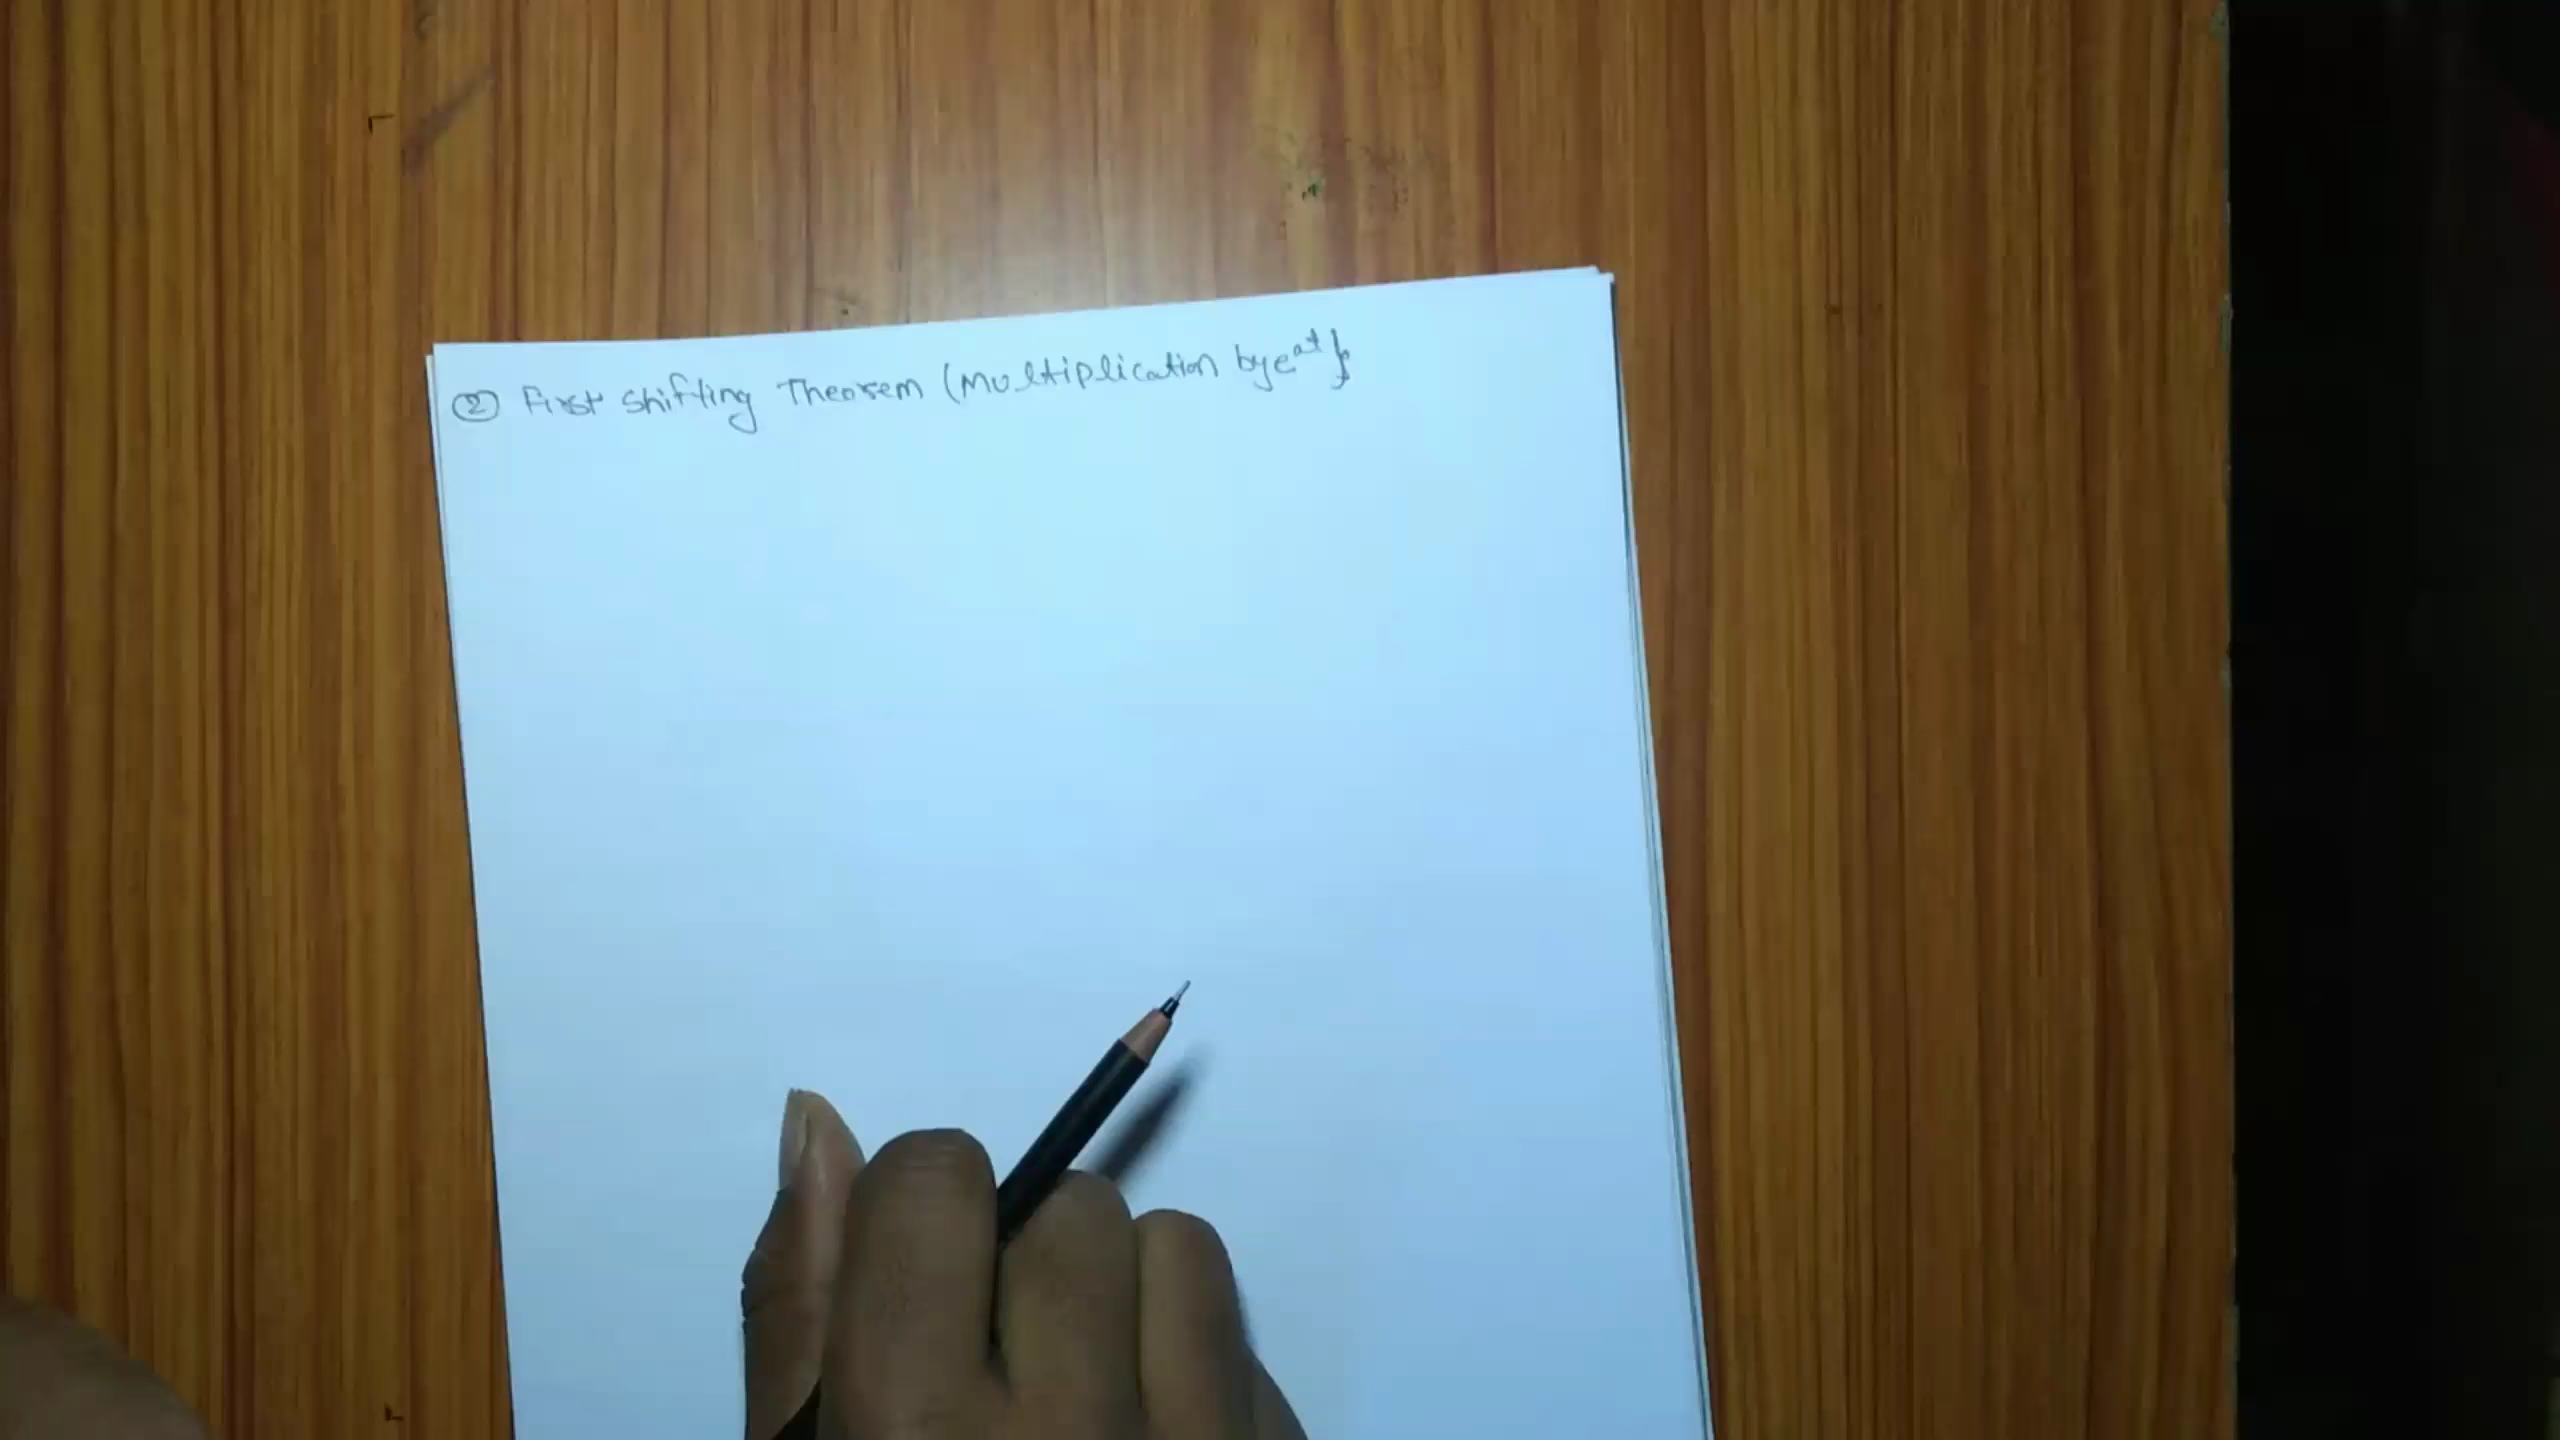 ② First Shifting Theorem (Multiplication by e^{at})